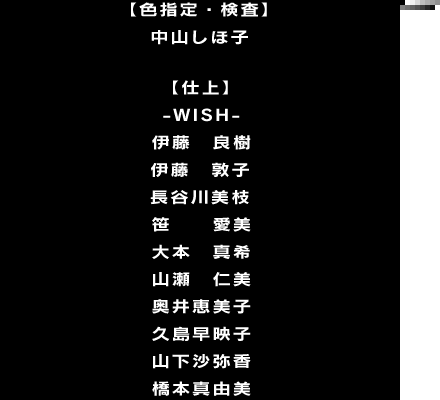 【色指定・検査】
中山しほ子
【仕上】
-WISH-
伊藤　良樹
伊藤　敦子
長谷川美枝
笹　　愛美
大本　真希
山瀬　仁美
奥井恵美子
久島早映子
山下沙弥香
橋本真由美